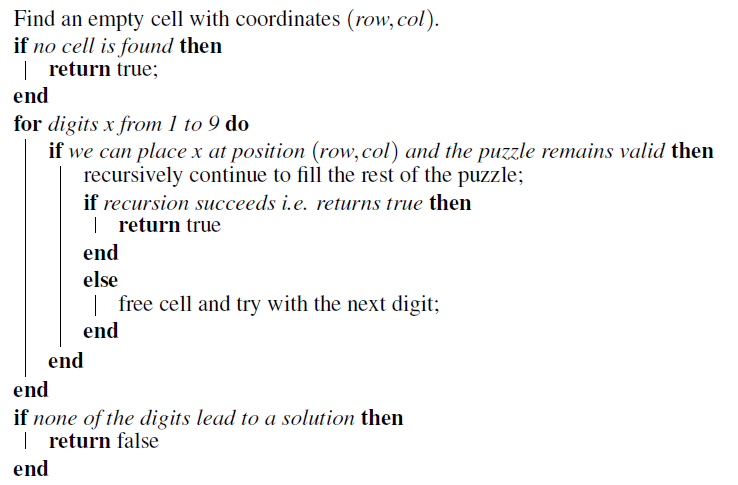 Find an empty cell with coordinates (row,col).
if no cell is found then
return true;
end
for digits x from 1 to 9 do
if we can place x at position (row,col) and the puzzle remains valid then
recursively continue to fill the rest of the puzzle;
if recursion succeeds i.e. returns true then
return true
end
else
free cell and try with the next digit;
end
end
end
if none of the digits lead to a solution then
return false
end